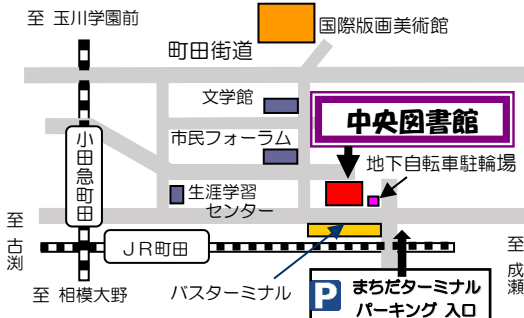 至 玉川学園前
国際版画美術館
町田街道
文学館
中央図書館
市民フォーラム
地下自転車駐輪場
小田急町田
生涯学習
センター
至 古渕
JR町田
至 成瀬
至 相模大野
バスターミナル
P まちだターミナル
パーキング 入口